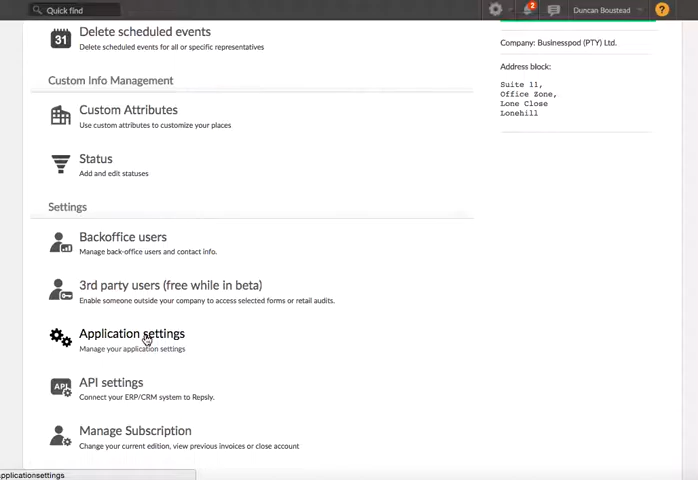 Quick find
2
Duncan Boustead
?
31
Delete scheduled events
Delete scheduled events for all or specific representatives
Custom Info Management
Custom Attributes
Use custom attributes to customize your places
Status
Add and edit statuses
Settings
Backoffice users
Manage back-office users and contact info.
3rd party users (free while in beta)
Enable someone outside your company to access selected forms or retail audits.
Application settings
Manage your application settings
API
API settings
Connect your ERP/CRM system to Repsly.
Manage Subscription
Change your current edition, view previous invoices or close account
Company: Businesspod (PTY) Ltd.
Address block:
Suite 11,
Office Zone,
Lone Close
Lonehill
applicationsettings